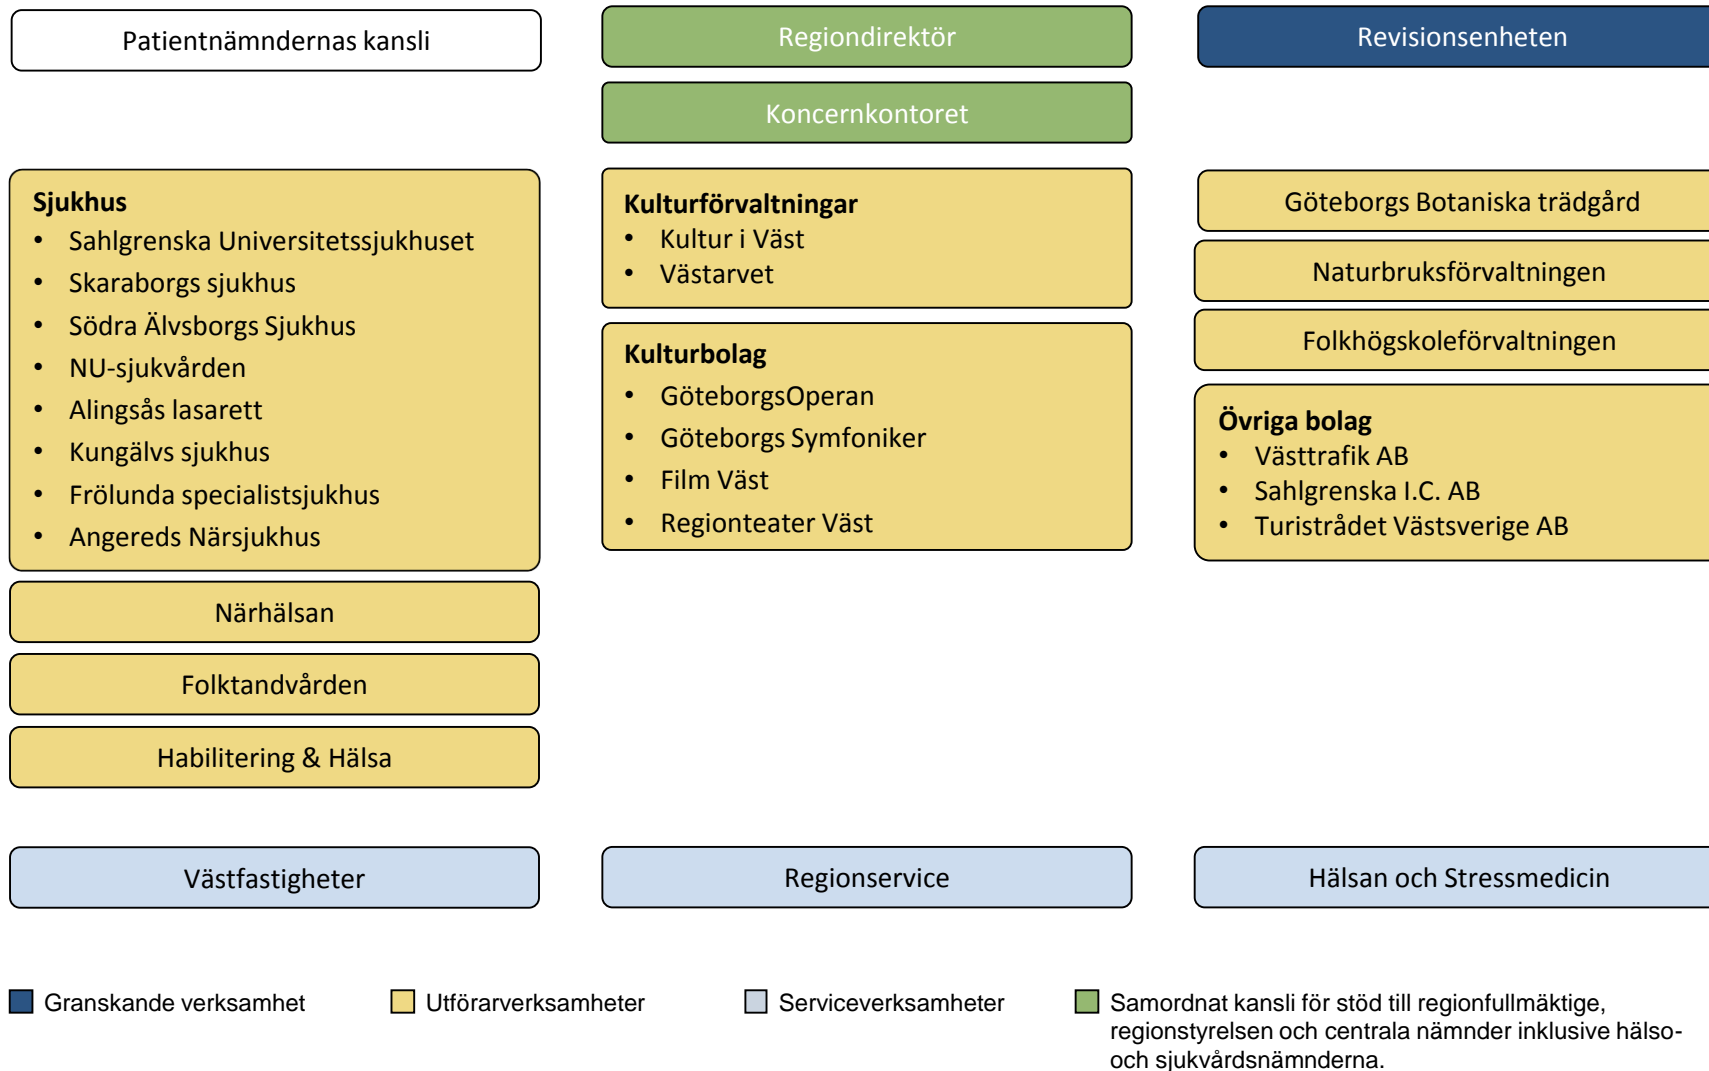 Patientnämndernas kansli
Regiondirektör
Revisionsenheten
Koncernkontoret
Sjukhus
• Sahlgrenska Universitetssjukhuset
• Skaraborgs sjukhus
• Södra Älvsborgs Sjukhus
• NU-sjukvården
• Alingsås lasarett
• Kungälvs sjukhus
• Frölunda specialistsjukhus
• Angereds Närsjukhus
Närhälsan
Folktandvården
Habilitering & Hälsa
Kulturförvaltningar
• Kultur i Väst
• Västarvet
Kulturbolag
• GöteborgsOperan
• Göteborgs Symfoniker
• Film Väst
• Regionteater Väst
Göteborgs Botaniska trädgård
Naturbruksförvaltningen
Folkhögskoleförvaltningen
Övriga bolag
• Västtrafik AB
• Sahlgrenska I.C. AB
• Turistrådet Västsverige AB
Västfastigheter
Regionservice
Hälsan och Stressmedicin
Granskande verksamhet
Utförarverksamheter
Serviceverksamheter
Samordnat kansli för stöd till regionfullmäktige,
regionstyrelsen och centrala nämnder inklusive hälso-
och sjukvårdsnämnderna.